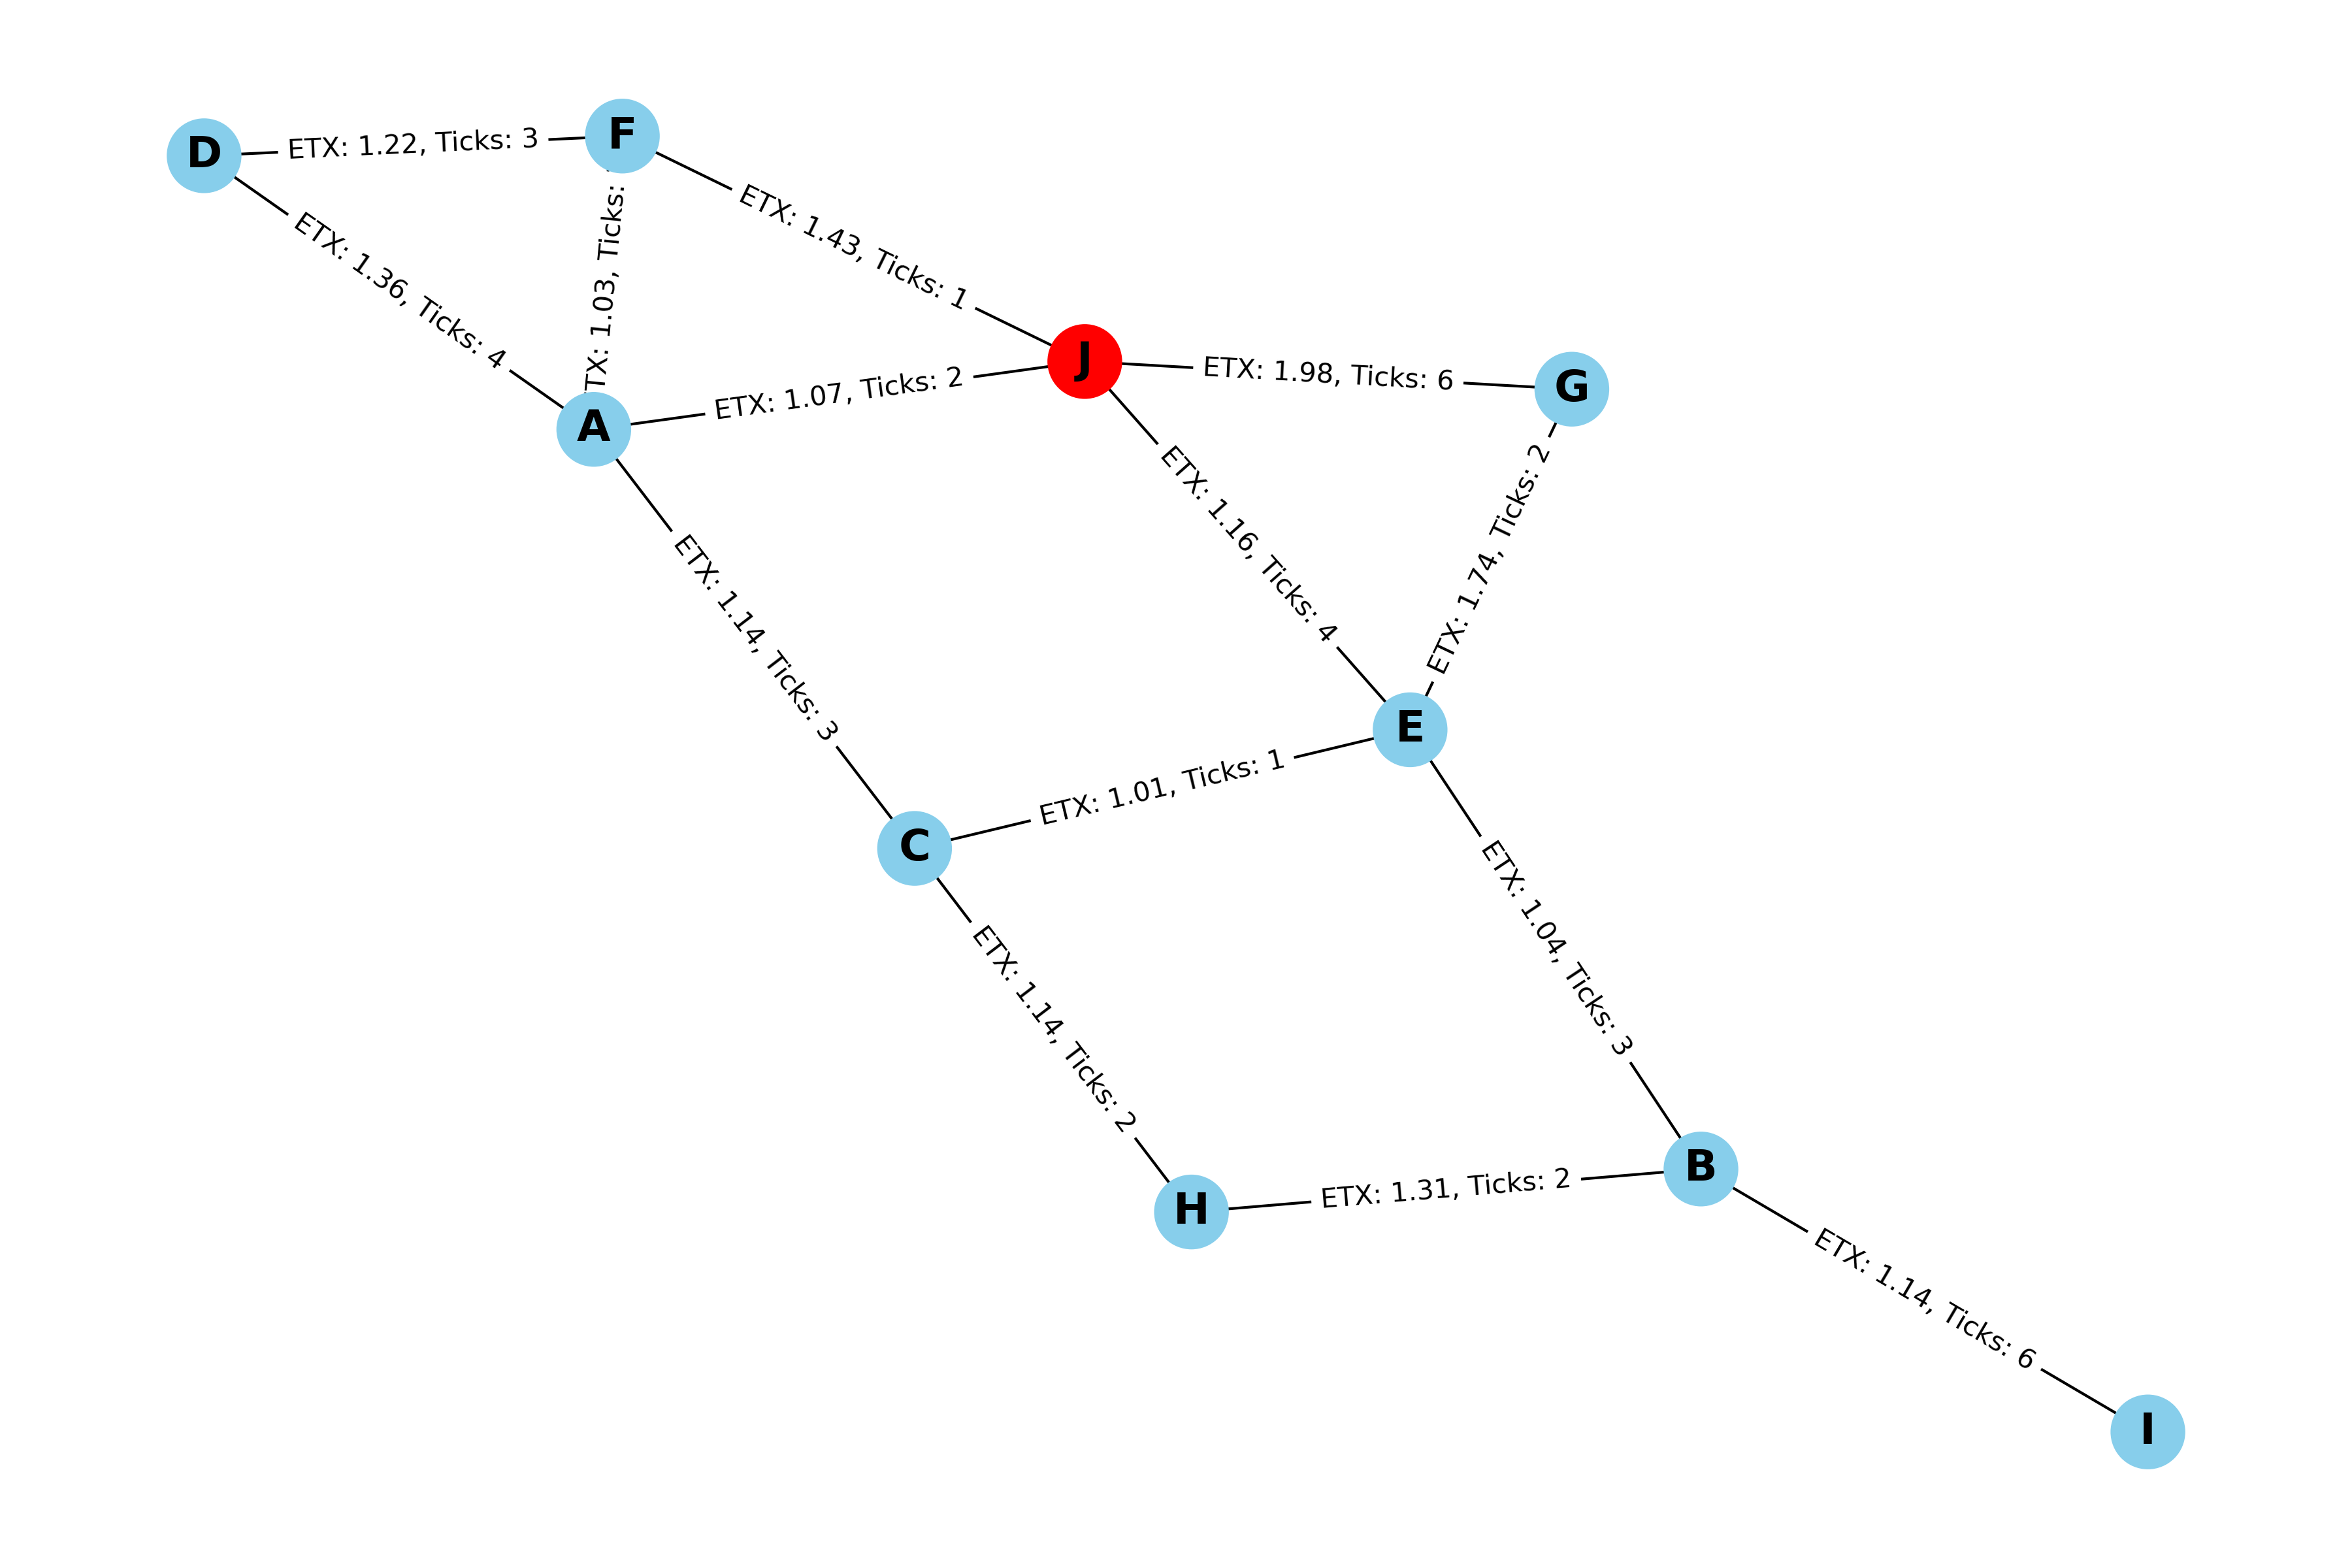 F
D
ETX: 1.22, Ticks: 3
ETX: 1.43, Ticks: 1
ETX: 1.36, Ticks: 4
TX: 1.03, Ticks:
J
ETX: 1.98, Ticks: 6
G
ETX: 1.07, Ticks: 2
A
ETX: 1.16, Ticks: 4
ETX: 1.74, Ticks: 2
ETX: 1.14, Ticks: 3
E
ETX: 1.01, Ticks: 1
C
ETX: 1.04, Ticks: 3
ETX: 1.14, Ticks: 2
B
ETX: 1.31, Ticks: 2
H
ETX: 1.14, Ticks: 6
I